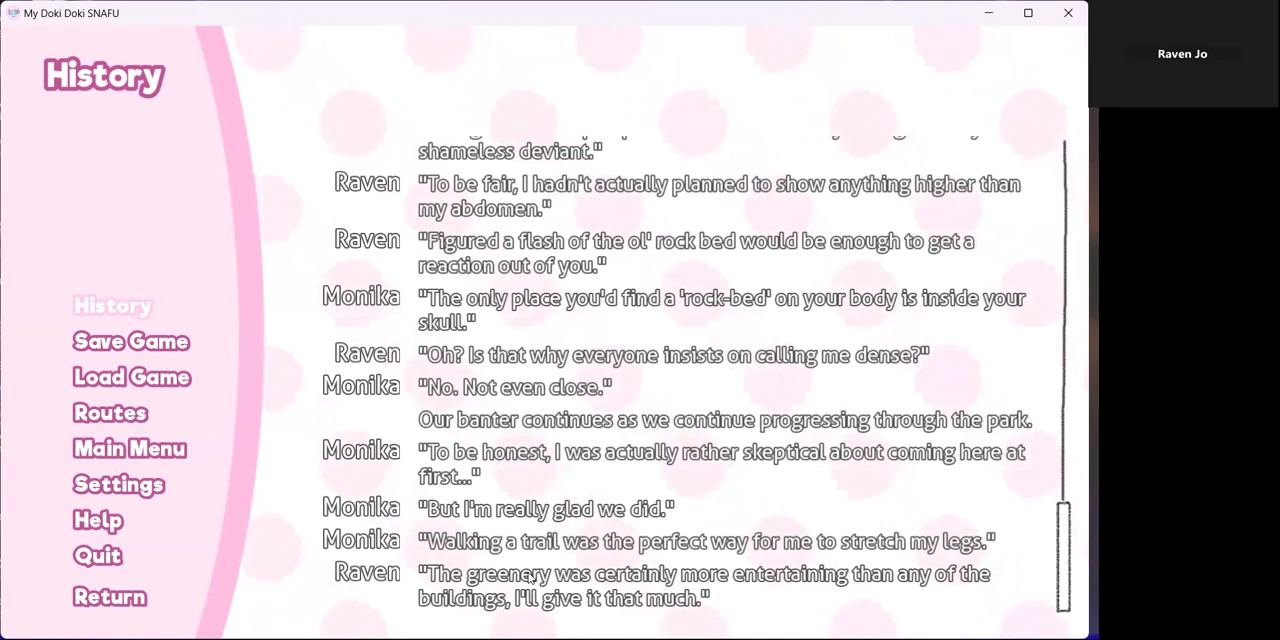 My Doki Doki SNAFU
Raven Jo
History
shameless deviant."
Raven "To be fair, I hadn't actually planned to show anything higher than
my abdomen."
Raven "Figured a flash of the ol' rock bed would be enough to get a
reaction out of you."
Monika "The only place you'd find a 'rock-bed' on your body is inside your
skull."
Raven "Oh? Is that why everyone insists on calling me dense?"
Monika "No. Not even close."
Our banter continues as we continue progressing through the park.
Monika "To be honest, I was actually rather skeptical about coming here at
first..."
Monika "But I'm really glad we did."
Monika "Walking a trail was the perfect way for me to stretch my legs."
Raven "The greenery was certainly more entertaining than any of the
buildings, I'll give it that much."
History
Save Game
Load Game
Routes
Main Menu
Settings
Help
Quit
Return